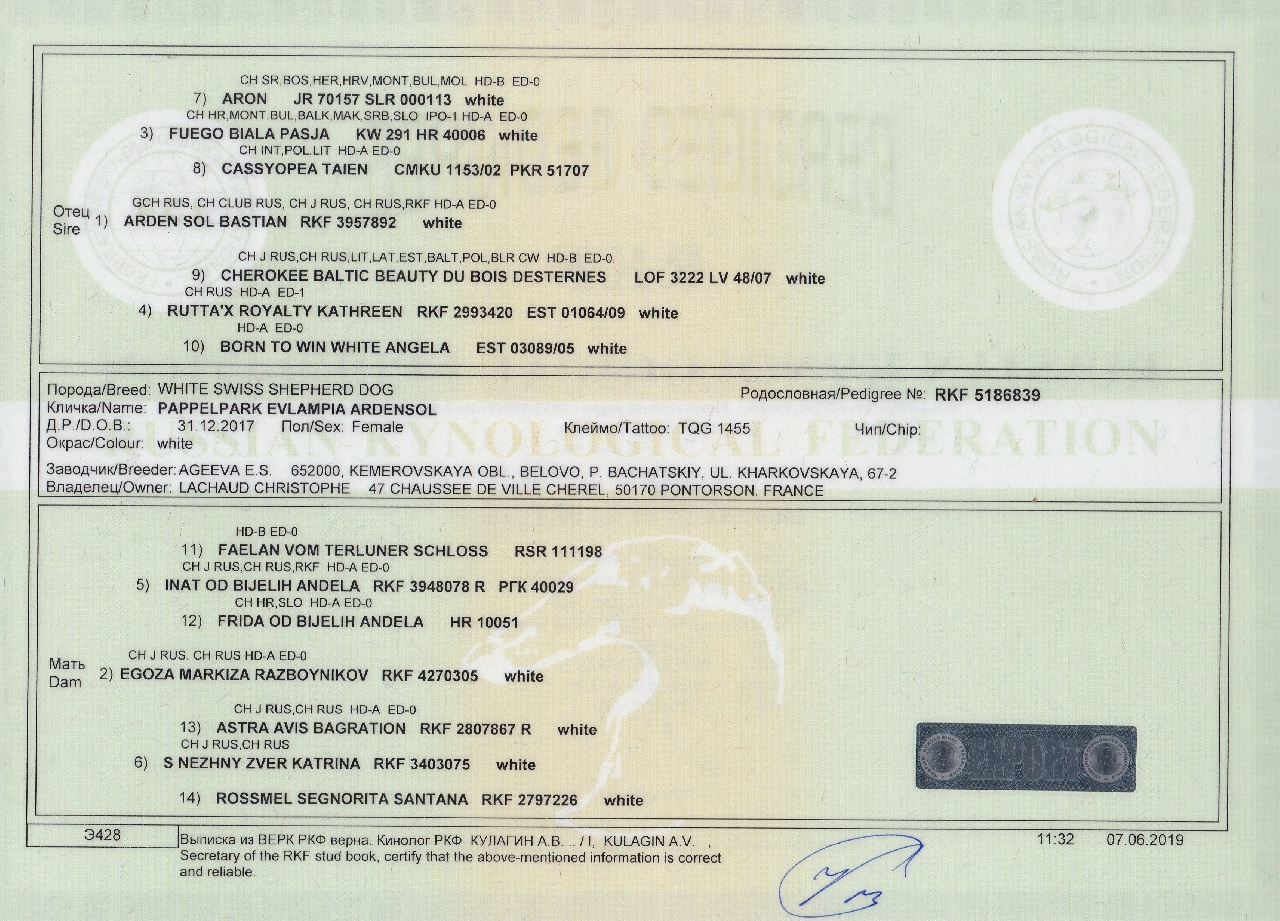 CH SR,BOS,HER,HRV,MONT,BUL,MOL HD-B ED-0
7) ARON JR 70157 SLR 000113 white
CH HR,MONT.BUL,BALK,MAK,SRB,SLO IPO-1 HD-A ED-0
3) FUEGO BIALA PASJA KW 291 HR 40006 white
CH INT,POL.LIT HD-A ED-0
8) CASSYOPEA TAIEN CMKU 1153/02 PKR 51707
GCH RUS, CH CLUB RUS, CH J RUS, CH RUS,RKF HD-A ED-0
Отец
Sire
1) ARDEN SOL BASTIAN RKF 3957892 white
CH J RUS,CH RUS,LIT,LAT,EST,BALT,POL,BLR CW HD-B ED-0
9) CHEROKEE BALTIC BEAUTY DU BOIS DESTERNES LOF 3222 LV 48/07 white
CH RUS HD-A ED-1
4) RUTTA'X ROYALTY KATHREEN RKF 2993420 EST 01064/09 white
HD-A ED-0
10) BORN TO WIN WHITE ANGELA EST 03089/05 white
Порода/Breed: WHITE SWISS SHEPHERD DOG Родословная/Pedigree №: RKF 5186839
Кличка/Name: PAPPELPARK EVLAMPIA ARDENSOL
Д.Р./D.O.B.: 31.12.2017 Пол/Sex: Female Клеймо/Tattoo: TQG 1455 Чип/Chip:
Окрас/Colour: white
RUSSIAN KYNOLOGICAL FEDERATION
Заводчик/Breeder: AGEEVA E.S. 652000, KEMEROVSKAYA OBL., BELOVO, P. BACHATSKIY, UL. KHARKOVSKAYA, 67-2
Владелец/Owner: LACHAUD CHRISTOPHE 47 CHAUSSEE DE VILLE CHEREL, 50170 PONTORSON. FRANCE
HD-B ED-0
11) FAELAN VOM TERLUNER SCHLOSS RSR 111198
CH J RUS,CH RUS,RKF HD-A ED-0
5) INAT OD BIJELIH ANDELA RKF 3948078 R РГК 40029
CH HR,SLO HD-A ED-0
12) FRIDA OD BIJELIH ANDELA HR 10051
CH J RUS. CH RUS HD-A ED-0
Мать
Dam
2) EGOZA MARKIZA RAZBOYNIKOV RKF 4270305 white
CH J RUS,CH RUS HD-A ED-0
13) ASTRA AVIS BAGRATION RKF 2807867 R white
CH J RUS,CH RUS
6) S NEZHNY ZVER KATRINA RKF 3403075 white
14) ROSSMEL SEGNORITA SANTANA RKF 2797226 white
EXPORT
Э428
Выписка из ВЕРК РКФ верна. Кинолог РКФ КУЛАГИН А.В. .. / I, KULAGIN A.V. ,
Secretary of the RKF stud book, certify that the above-mentioned information is correct
and reliable.
11:32 07.06.2019